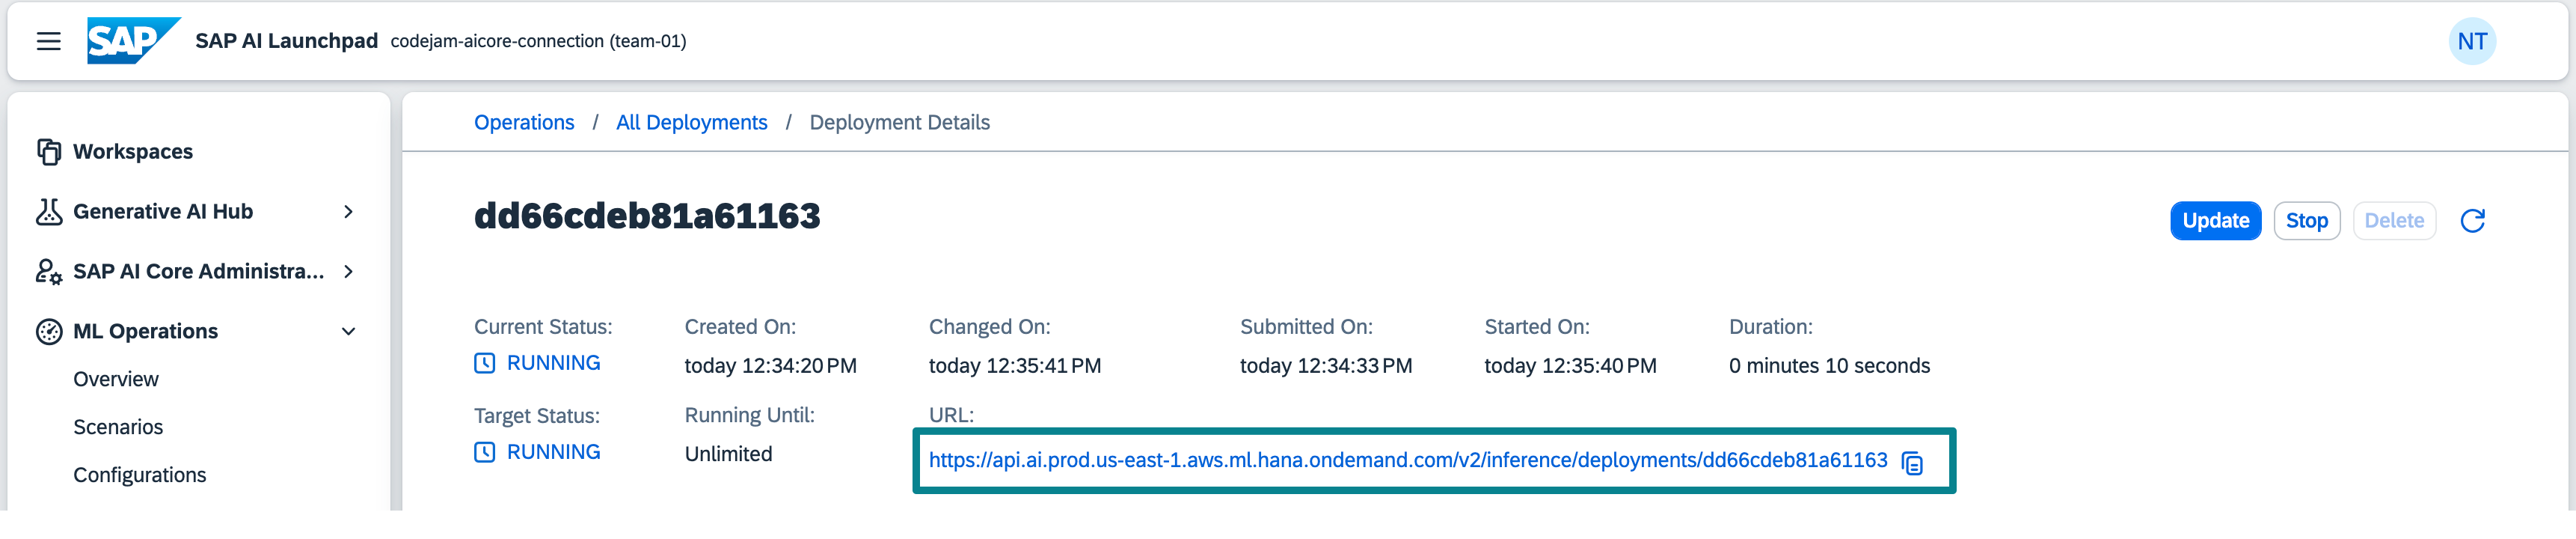 SAP SAP AI Launchpad codejam-aicore-connection (team-01) NT
Workspaces
Generative AI Hub
SAP AI Core Administra...
ML Operations
Overview
Scenarios
Configurations
Operations / All Deployments / Deployment Details
dd66cdeb81a61163
Update Stop Delete
Current Status: Created On: Changed On: Submitted On: Started On: Duration:
RUNNING today 12:34:20 PM today 12:35:41 PM today 12:34:33 PM today 12:35:40 PM 0 minutes 10 seconds
Target Status: Running Until: URL:
RUNNING Unlimited https://api.ai.prod.us-east-1.aws.ml.hana.ondemand.com/v2/inference/deployments/dd66cdeb81a61163